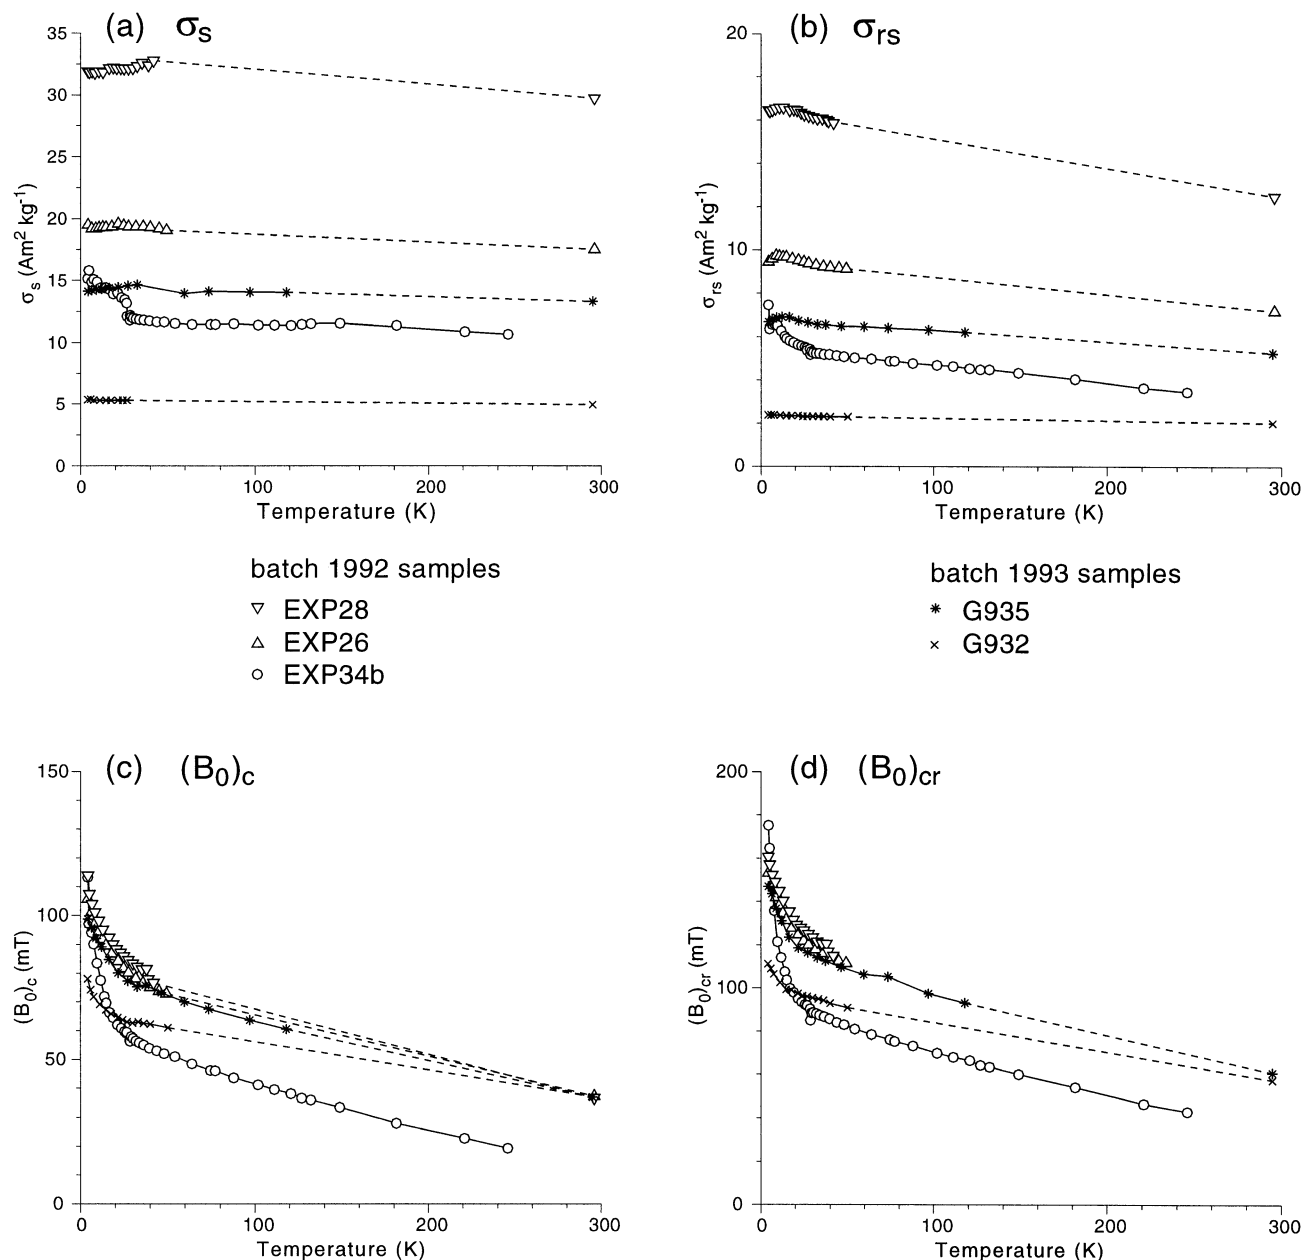 (a) σs
35
30
25
20
15
10
5
0
σs (Am² kg⁻¹)
0 100 200 300
Temperature (K)
(b) σrs
20
10
0
σrs (Am² kg⁻¹)
0 100 200 300
Temperature (K)
batch 1992 samples
EXP28
EXP26
EXP34b
batch 1993 samples
G935
G932
(c) (B₀)c
150
100
50
0
(B₀)c (mT)
0 100 200 300
Temperature (K)
(d) (B₀)cr
200
100
0
(B₀)cr (mT)
0 100 200 300
Temperature (K)